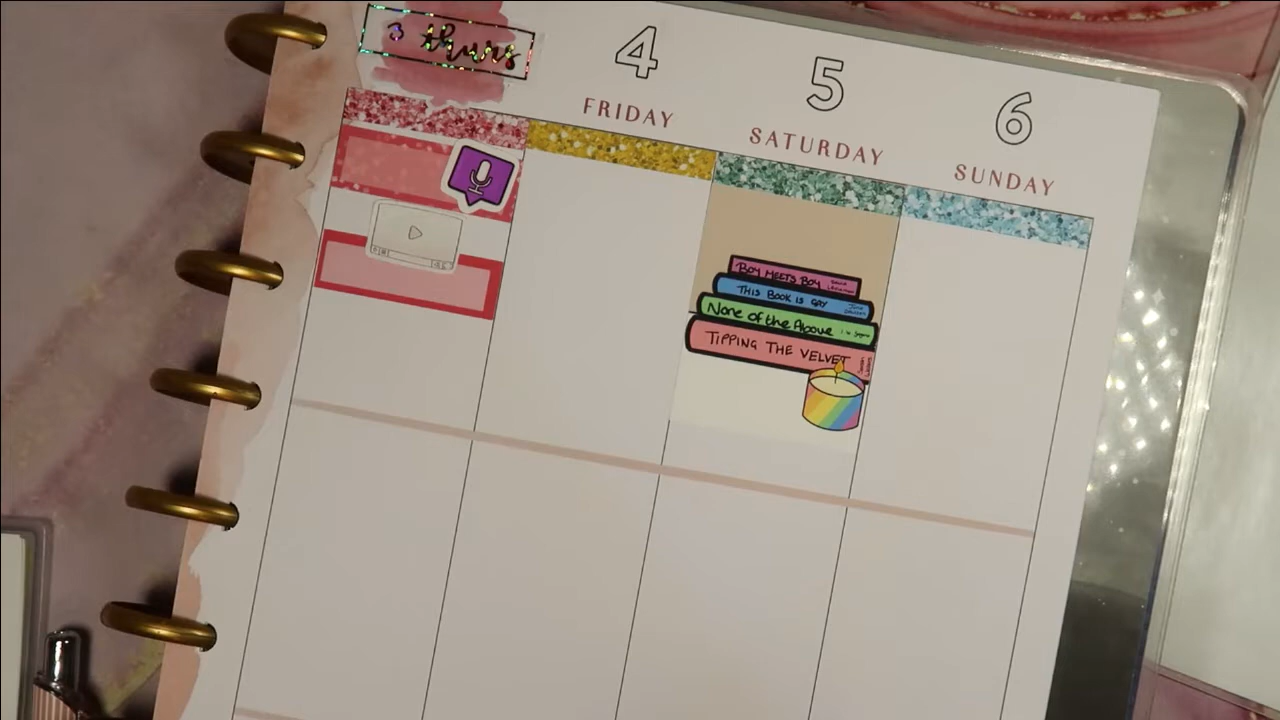 3 thurs
4
FRIDAY
5
SATURDAY
6
SUNDAY
BOY MEETS BOY
THIS BOOK IS GAY
None of the Above
TIPPING THE VELVET